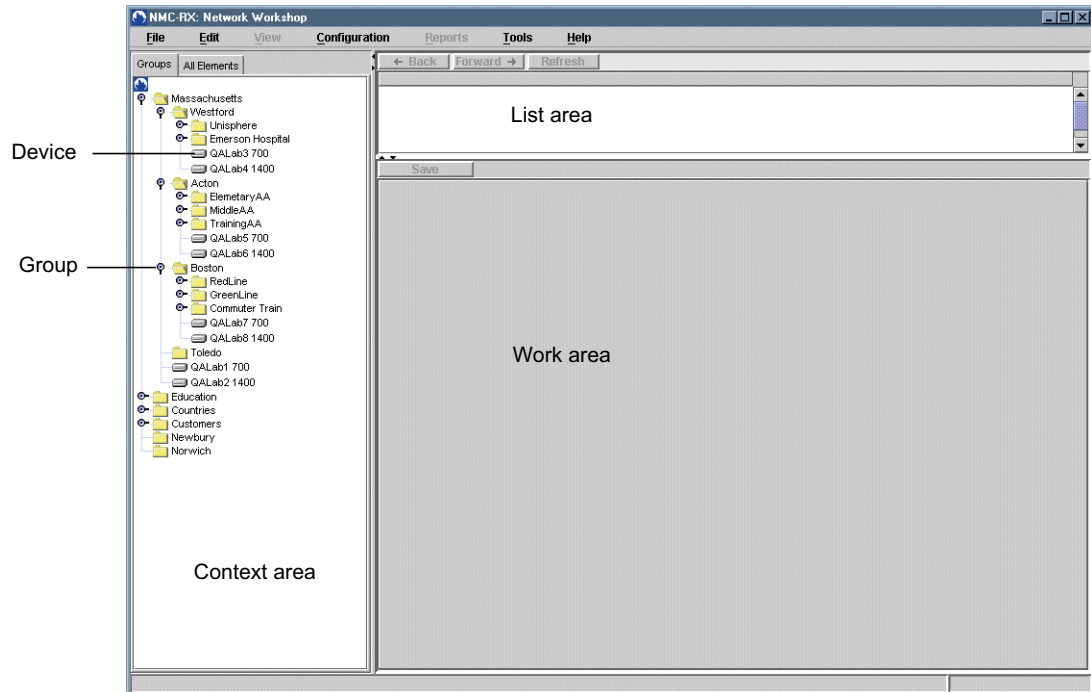 NMC-RX: Network Workshop
File Edit View Configuration Reports Tools Help
Groups All Elements
← Back Forward → Refresh
Massachusetts
Westford
Unisphere
Emerson Hospital
QALab3 700
QALab4 1400
Acton
ElemetaryAA
MiddleAA
TrainingAA
QALab5 700
QALab6 1400
Boston
RedLine
GreenLine
Commuter Train
QALab7 700
QALab8 1400
Toledo
QALab1 700
QALab2 1400
Education
Countries
Customers
Newbury
Norwich
Device
Group
Context area
List area
Save
Work area